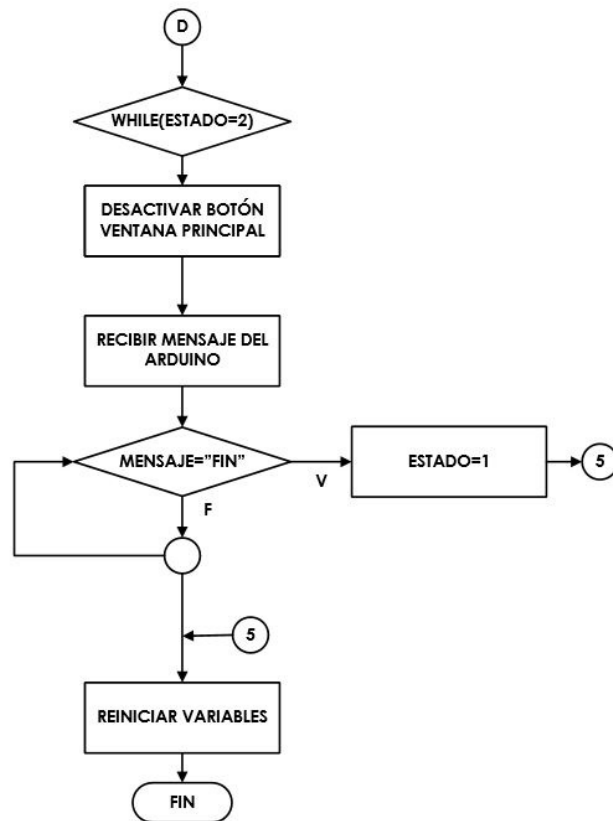 D
WHILE(ESTADO=2)
DESACTIVAR BOTÓN
VENTANA PRINCIPAL
RECIBIR MENSAJE DEL
ARDUINO
MENSAJE=”FIN”
V
ESTADO=1
5
F
5
REINICIAR VARIABLES
FIN